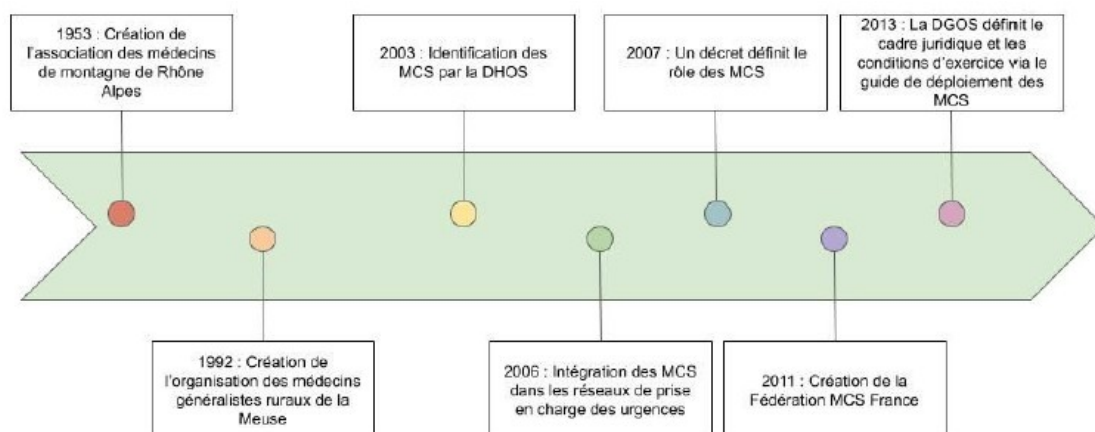 1953 : Création de
l'association des médecins
de montagne de Rhône
Alpes
2003 : Identification des
MCS par la DHOS
2007 : Un décret définit le
rôle des MCS
2013 : La DGOS définit le
cadre juridique et les
conditions d'exercice via le
guide de déploiement des
MCS
1992 : Création de
l'organisation des médecins
généralistes ruraux de la
Meuse
2006 : Intégration des MCS
dans les réseaux de prise
en charge des urgences
2011 : Création de la
Fédération MCS France